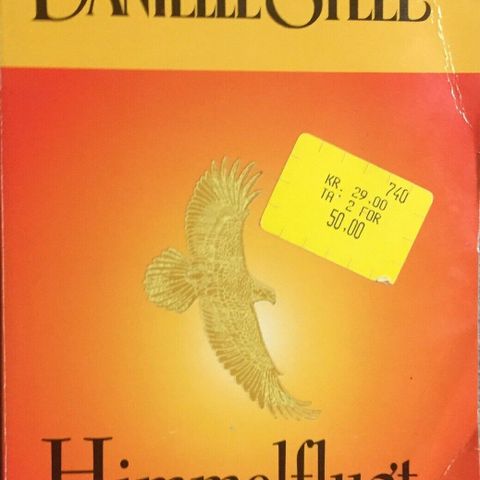 DANIELLE STEEL
740
KR. 29.00
TA' 2 FOR
50,00
Himmelflugt